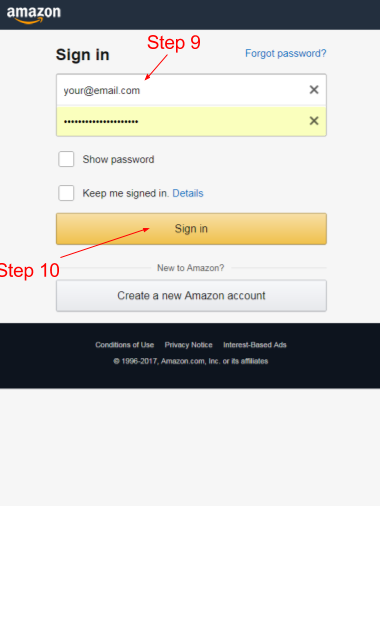 amazon
Step 9
Sign in
Forgot password?
your@email.com
•••••••••••••••••••••
Show password
Keep me signed in. Details
Sign in
Step 10
New to Amazon?
Create a new Amazon account
Conditions of Use Privacy Notice Interest-Based Ads
© 1996-2017, Amazon.com, Inc. or its affiliates